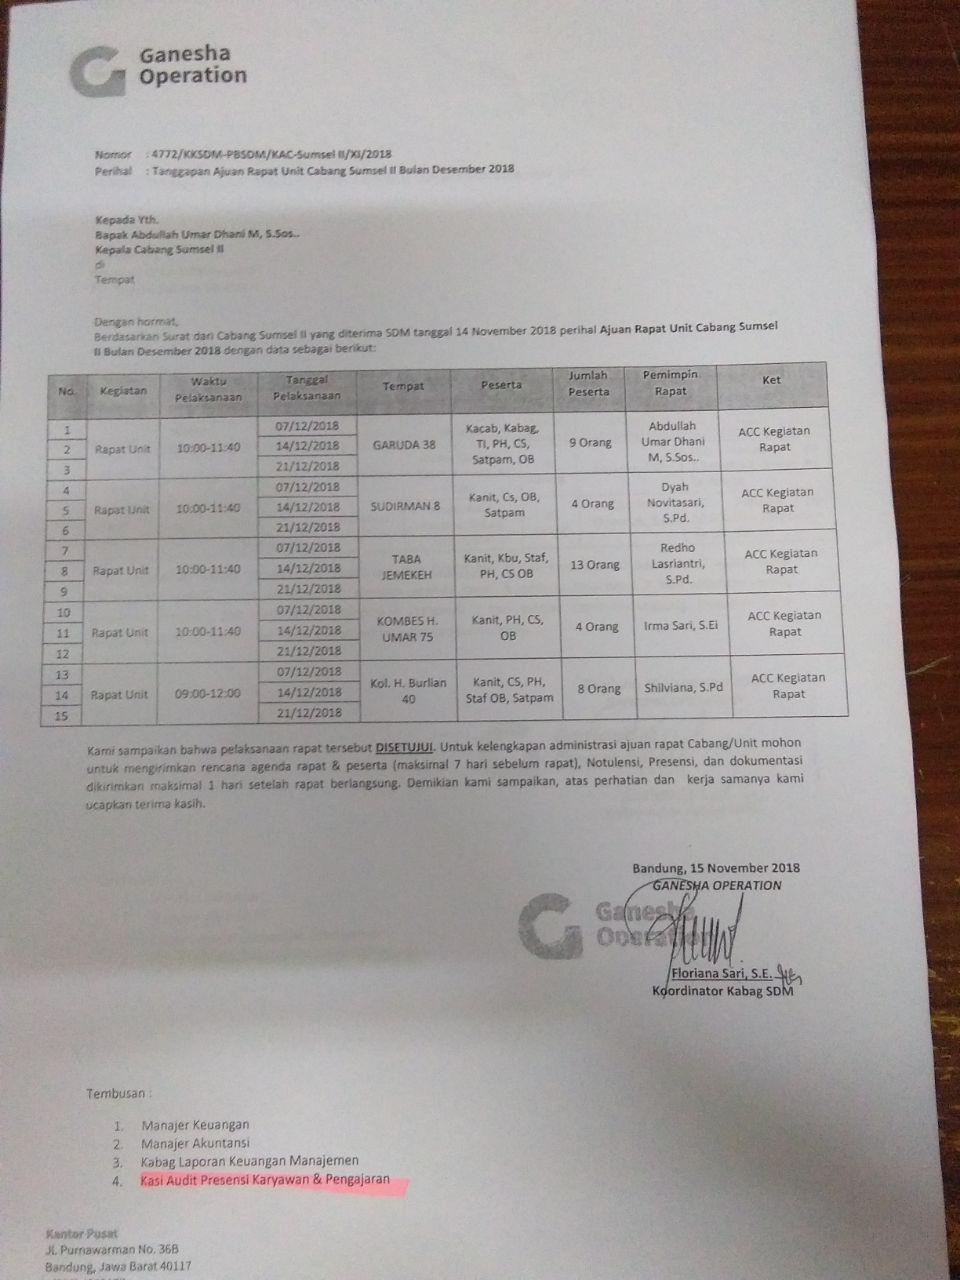 Ganesha
Operation
Nomor : 4772/KKSDM-PBSDM/KAC-Sumsel II/XI/2018
Perihal : Tanggapan Ajuan Rapat Unit Cabang Sumsel II Bulan Desember 2018
Kepada Yth.
Bapak Abdullah Umar Dhani M, S.Sos..
Kepala Cabang Sumsel II
di
Tempat
Dengan hormat,
Berdasarkan Surat dari Cabang Sumsel II yang diterima SDM tanggal 14 November 2018 perihal Ajuan Rapat Unit Cabang Sumsel
II Bulan Desember 2018 dengan data sebagai berikut:
No. Kegiatan Waktu Pelaksanaan Tanggal Pelaksanaan Tempat Peserta Jumlah Peserta Pemimpin Rapat Ket
1 2 3 Rapat Unit 10:00-11:40 07/12/2018 14/12/2018 21/12/2018 GARUDA 38 Kacab, Kabag, TI, PH, CS, Satpam, OB 9 Orang Abdullah Umar Dhani M, S.Sos.. ACC Kegiatan Rapat
4 5 6 Rapat Unit 10:00-11:40 07/12/2018 14/12/2018 21/12/2018 SUDIRMAN 8 Kanit, Cs, OB, Satpam 4 Orang Dyah Novitasari, S.Pd. ACC Kegiatan Rapat
7 8 9 Rapat Unit 10:00-11:40 07/12/2018 14/12/2018 21/12/2018 TABA JEMEKEH Kanit, Kbu, Staf, PH, CS OB 13 Orang Redho Lasriantri, S.Pd. ACC Kegiatan Rapat
10 11 12 Rapat Unit 10:00-11:40 07/12/2018 14/12/2018 21/12/2018 KOMBES H. UMAR 75 Kanit, PH, CS, OB 4 Orang Irma Sari, S.Ei ACC Kegiatan Rapat
13 14 15 Rapat Unit 09:00-12:00 07/12/2018 14/12/2018 21/12/2018 Kol. H. Burlian 40 Kanit, CS, PH, Staf OB, Satpam 8 Orang Shilviana, S.Pd ACC Kegiatan Rapat
Kami sampaikan bahwa pelaksanaan rapat tersebut DISETUJUI. Untuk kelengkapan administrasi ajuan rapat Cabang/Unit mohon
untuk mengirimkan rencana agenda rapat & peserta (maksimal 7 hari sebelum rapat), Notulensi, Presensi, dan dokumentasi
dikirimkan maksimal 1 hari setelah rapat berlangsung. Demikian kami sampaikan, atas perhatian dan kerja samanya kami
ucapkan terima kasih.
Bandung, 15 November 2018
GANESHA OPERATION
Ganesha
Operation
Floriana Sari, S.E.
Koordinator Kabag SDM
Tembusan :
1. Manajer Keuangan
2. Manajer Akuntansi
3. Kabag Laporan Keuangan Manajemen
4. Kasi Audit Presensi Karyawan & Pengajaran
Kantor Pusat
Jl. Purnawarman No. 36B
Bandung, Jawa Barat 40117